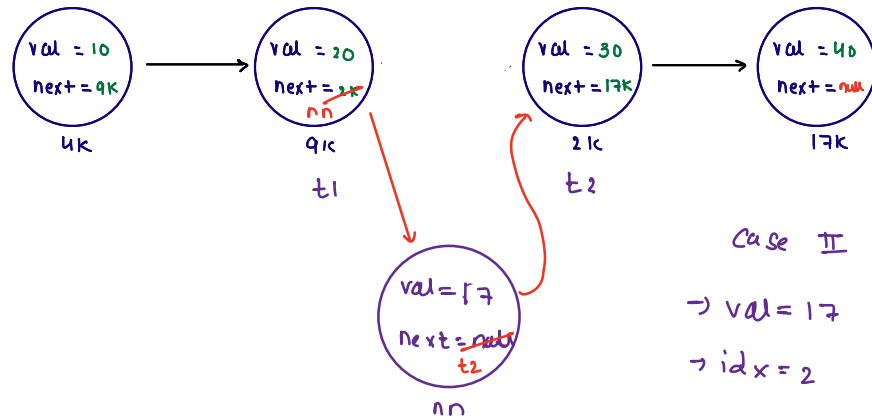 val = 10
next = 9k
4k
val = 20
next = 2k
nn
9k
t1
val = 30
next = 17k
2k
t2
val = 40
next = null
17k
val = 17
next = null
t2
nn
Case II
→ val = 17
→ idx = 2